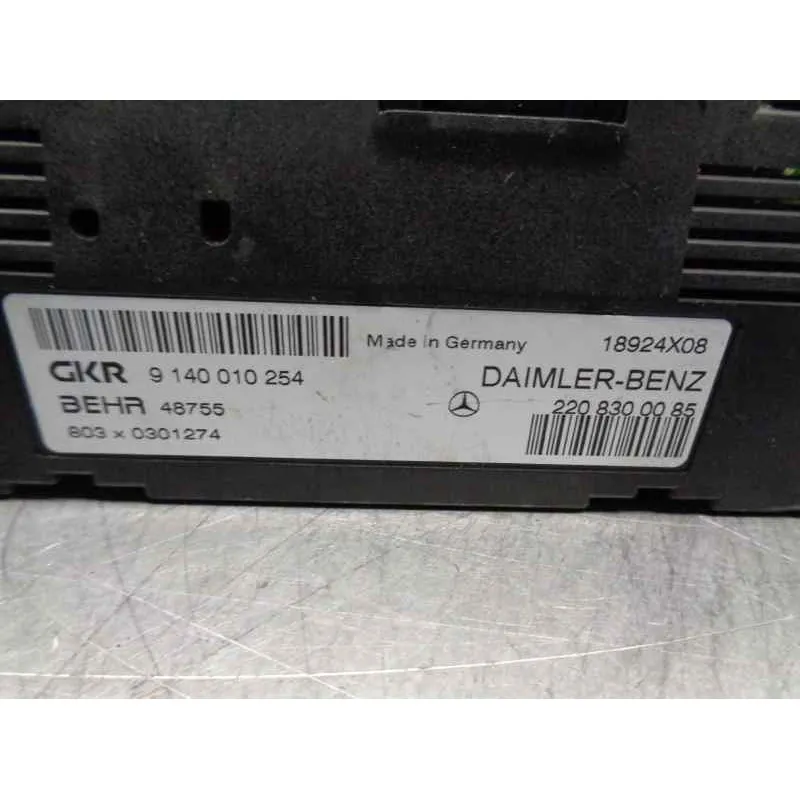 Made in Germany 18924X08
GKR 9 140 010 254 DAIMLER-BENZ
BEHR 48755 220 830 00 85
803 x 0301274